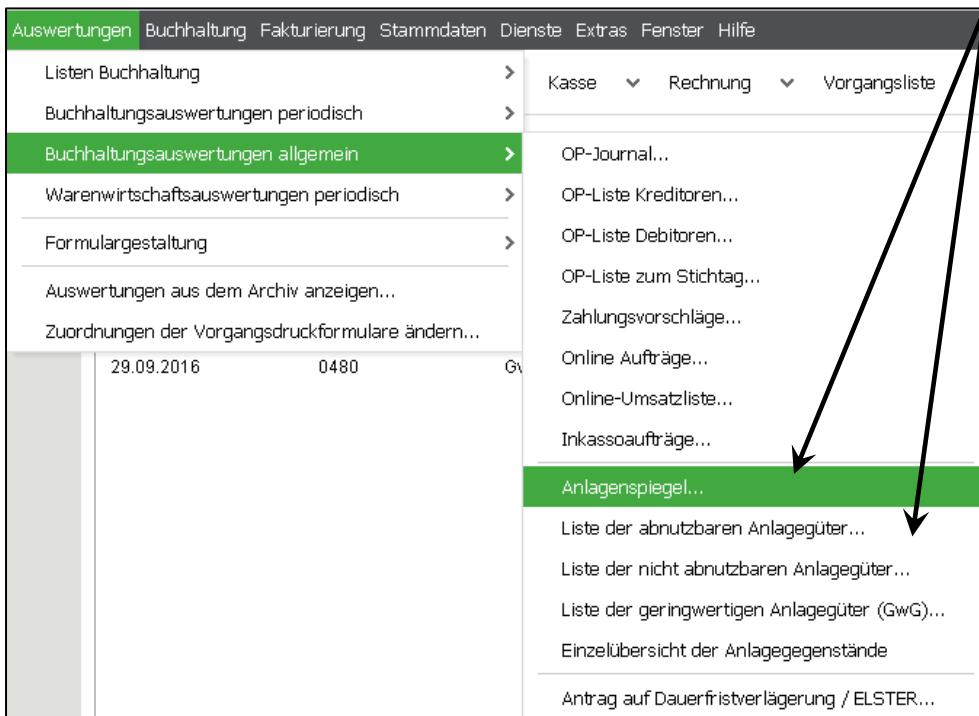 Auswertungen Buchhaltung Fakturierung Stammdaten Dienste Extras Fenster Hilfe
Listen Buchhaltung
Buchhaltungsauswertungen periodisch
Buchhaltungsauswertungen allgemein
Warenwirtschaftsauswertungen periodisch
Formulargestaltung
Auswertungen aus dem Archiv anzeigen...
Zuordnungen der Vorgangsdruckformulare ändern...
Kasse Rechnung Vorgangsliste
OP-Journal...
OP-Liste Kreditoren...
OP-Liste Debitoren...
OP-Liste zum Stichtag...
Zahlungsvorschläge...
Online Aufträge...
Online-Umsatzliste...
Inkassoaufträge...
Anlagenspiegel...
Liste der abnutzbaren Anlagegüter...
Liste der nicht abnutzbaren Anlagegüter...
Liste der geringwertigen Anlagegüter (GwG)...
Einzelübersicht der Anlagegegenstände
Antrag auf Dauerfristverlägerung / ELSTER...
29.09.2016 0480